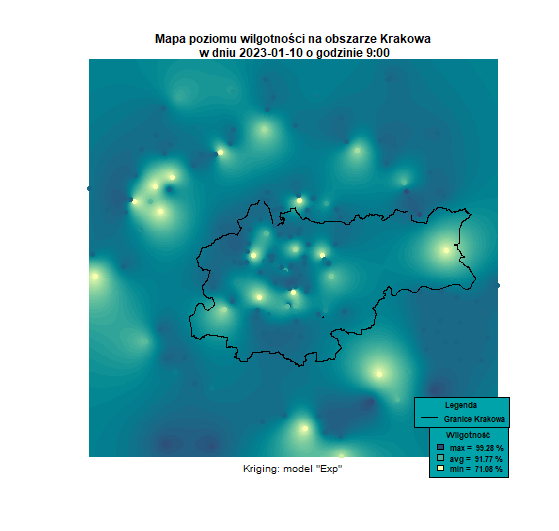 Mapa poziomu wilgotności na obszarze Krakowa
w dniu 2023-01-10 o godzinie 9:00
Legenda
Granice Krakowa
Wilgotność
max = 99.28 %
avg = 91.77 %
min = 71.08 %
Kriging: model "Exp"